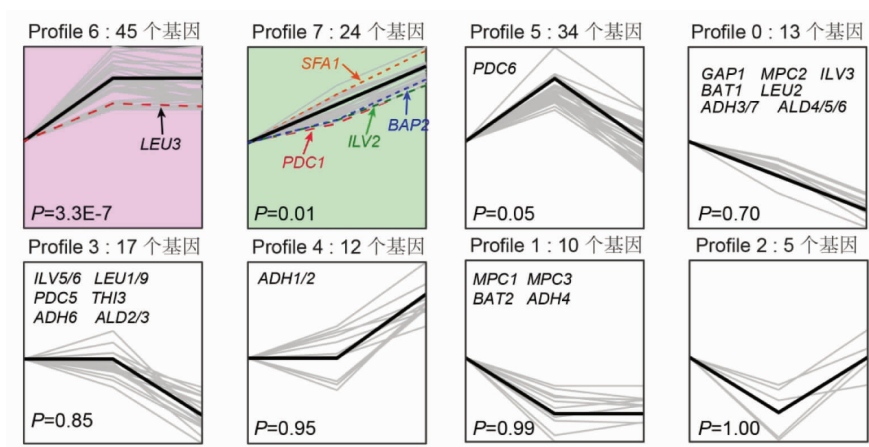 Profile 6 : 45 个基因
LEU3
P=3.3E-7
Profile 7 : 24 个基因
SFA1
BAP2
ILV2
PDC1
P=0.01
Profile 5 : 34 个基因
PDC6
P=0.05
Profile 0 : 13 个基因
GAP1 MPC2 ILV3
BAT1 LEU2
ADH3/7 ALD4/5/6
P=0.70
Profile 3 : 17 个基因
ILV5/6 LEU1/9
PDC5 THI3
ADH6 ALD2/3
P=0.85
Profile 4 : 12 个基因
ADH1/2
P=0.95
Profile 1 : 10 个基因
MPC1 MPC3
BAT2 ADH4
P=0.99
Profile 2 : 5 个基因
P=1.00